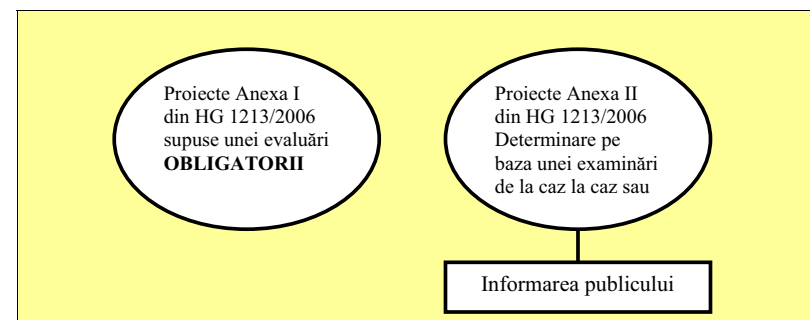 Proiecte Anexa I
din HG 1213/2006
supuse unei evaluări
OBLIGATORII
Proiecte Anexa II
din HG 1213/2006
Determinare pe
baza unei examinări
de la caz la caz sau
Informarea publicului